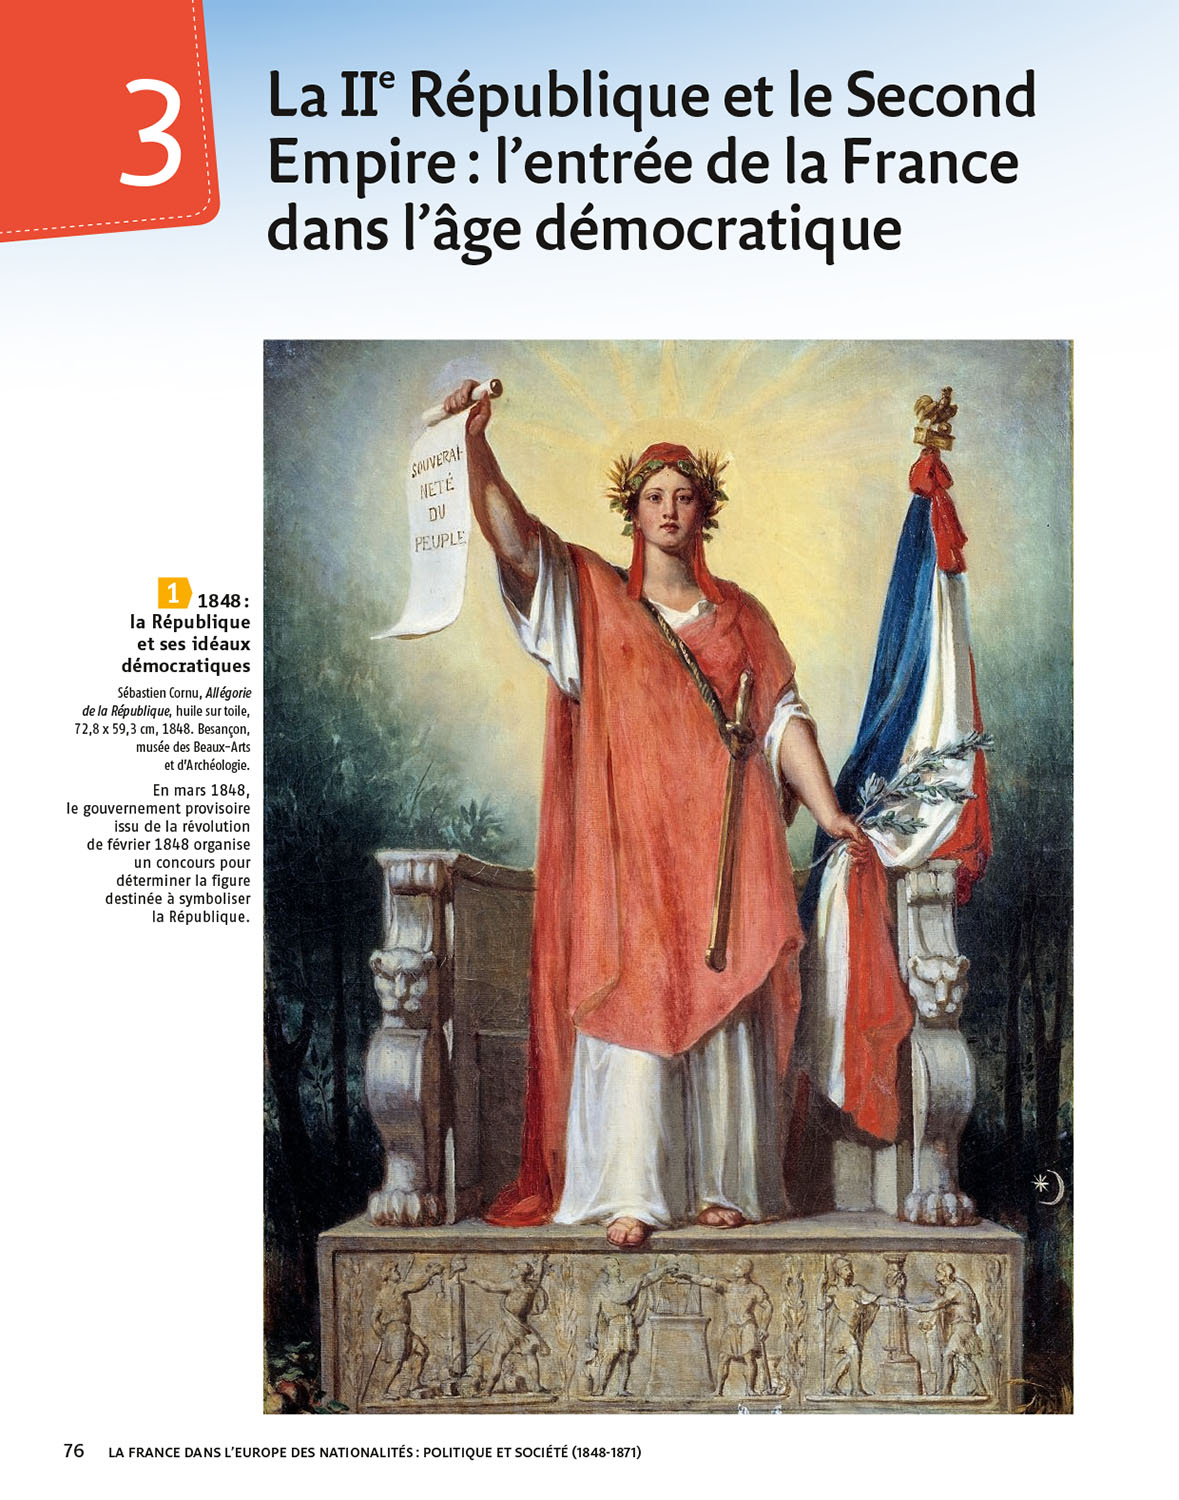 3
La IIe République et le Second
Empire : l’entrée de la France
dans l’âge démocratique
SOUVERAI-
NETÉ
DU
PEUPLE
1 1848 :
la République
et ses idéaux
démocratiques
Sébastien Cornu, Allégorie
de la République, huile sur toile,
72,8 x 59,3 cm, 1848. Besançon,
musée des Beaux-Arts
et d’Archéologie.
En mars 1848,
le gouvernement provisoire
issu de la révolution
de février 1848 organise
un concours pour
déterminer la figure
destinée à symboliser
la République.
76 LA FRANCE DANS L’EUROPE DES NATIONALITÉS : POLITIQUE ET SOCIÉTÉ (1848-1871)